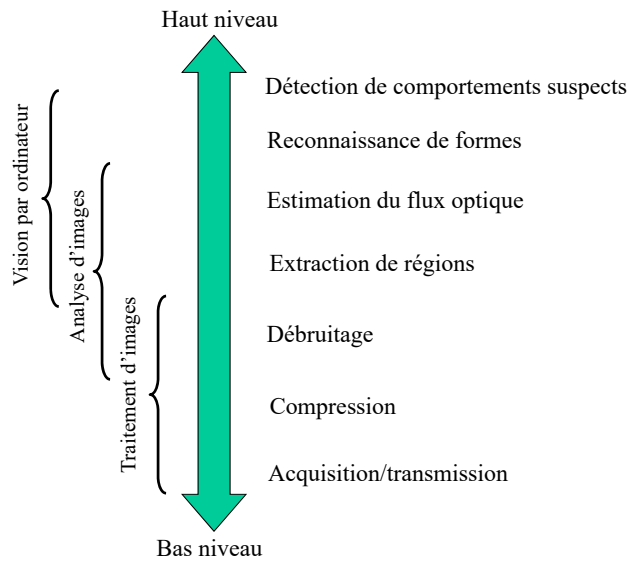 Haut niveau
Détection de comportements suspects
Reconnaissance de formes
Estimation du flux optique
Extraction de régions
Débruitage
Compression
Acquisition/transmission
Bas niveau
Vision par ordinateur
Analyse d'images
Traitement d'images